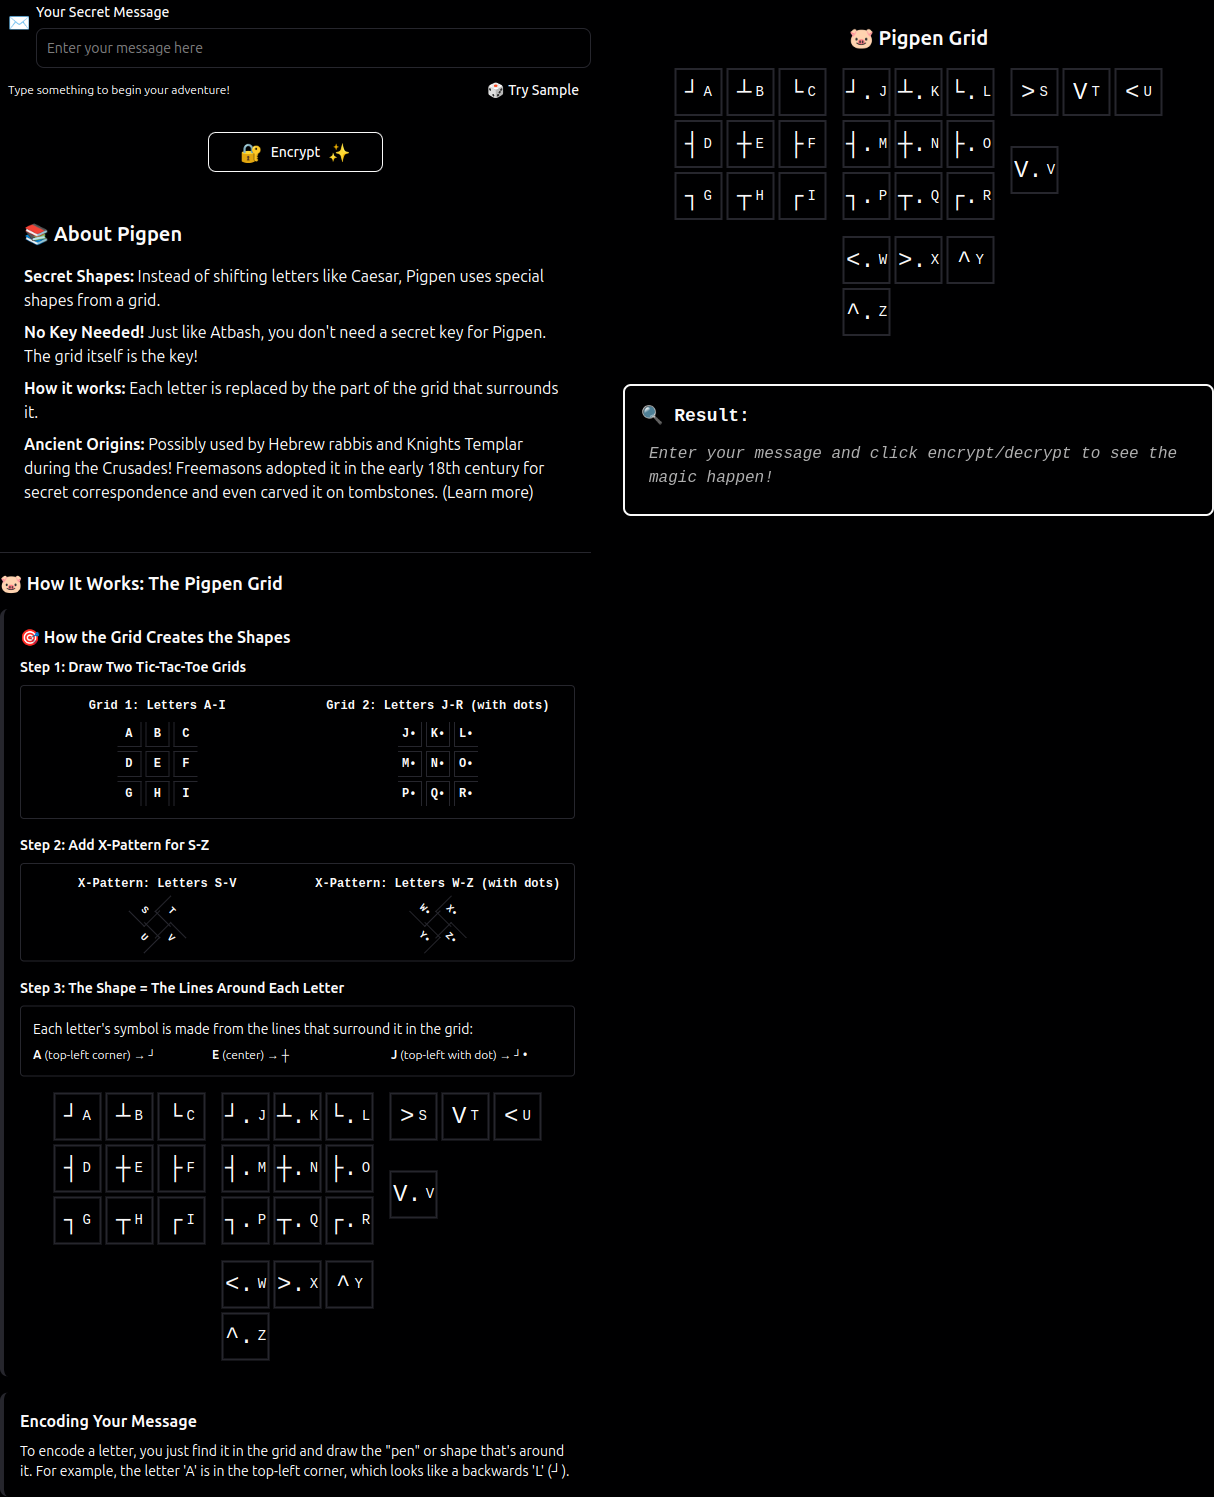 Your Secret Message
Enter your message here
Type something to begin your adventure!
🎲 Try Sample
🔐 Encrypt ✨
📚 About Pigpen
Secret Shapes: Instead of shifting letters like Caesar, Pigpen uses special
shapes from a grid.
No Key Needed! Just like Atbash, you don't need a secret key for Pigpen.
The grid itself is the key!
How it works: Each letter is replaced by the part of the grid that surrounds
it.
Ancient Origins: Possibly used by Hebrew rabbis and Knights Templar
during the Crusades! Freemasons adopted it in the early 18th century for
secret correspondence and even carved it on tombstones. (Learn more)
🐷 Pigpen Grid
┘ A ┴ B └ C ┘. J ┴. K └. L > S V T < U
┤ D ┼ E ├ F ┤. M ┼. N ├. O
V. V
┐ G ┬ H ┌ I ┐. P ┬. Q ┌. R
<. W >. X ^ Y
^. Z
🔍 Result:
Enter your message and click encrypt/decrypt to see the
magic happen!
🐷 How It Works: The Pigpen Grid
🎯 How the Grid Creates the Shapes
Step 1: Draw Two Tic-Tac-Toe Grids
Grid 1: Letters A-I
A B C
D E F
G H I
Grid 2: Letters J-R (with dots)
J• K• L•
M• N• O•
P• Q• R•
Step 2: Add X-Pattern for S-Z
X-Pattern: Letters S-V
S T
U V
X-Pattern: Letters W-Z (with dots)
W• X•
Y• Z•
Step 3: The Shape = The Lines Around Each Letter
Each letter's symbol is made from the lines that surround it in the grid:
A (top-left corner) → ┘
E (center) → ┼
J (top-left with dot) → ┘•
┘ A ┴ B └ C ┘. J ┴. K └. L > S V T < U
┤ D ┼ E ├ F ┤. M ┼. N ├. O
V. V
┐ G ┬ H ┌ I ┐. P ┬. Q ┌. R
<. W >. X ^ Y
^. Z
Encoding Your Message
To encode a letter, you just find it in the grid and draw the "pen" or shape that's around
it. For example, the letter 'A' is in the top-left corner, which looks like a backwards 'L' (┘).